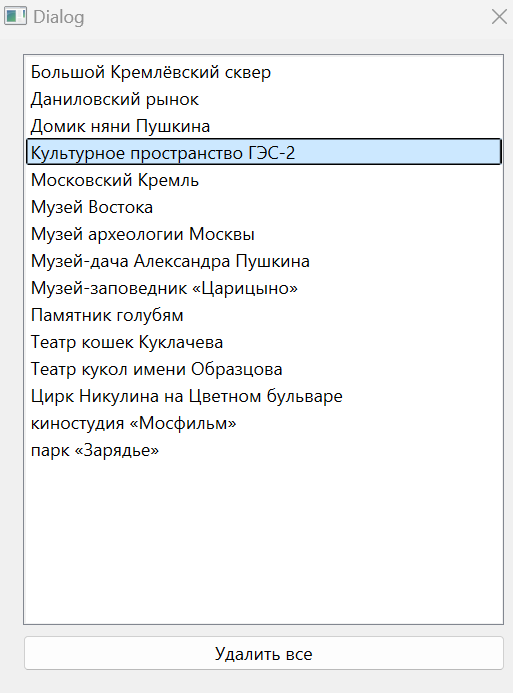 Dialog
Большой Кремлёвский сквер
Даниловский рынок
Домик няни Пушкина
Культурное пространство ГЭС-2
Московский Кремль
Музей Востока
Музей археологии Москвы
Музей-дача Александра Пушкина
Музей-заповедник «Царицыно»
Памятник голубям
Театр кошек Куклачева
Театр кукол имени Образцова
Цирк Никулина на Цветном бульваре
киностудия «Мосфильм»
парк «Зарядье»
Удалить все